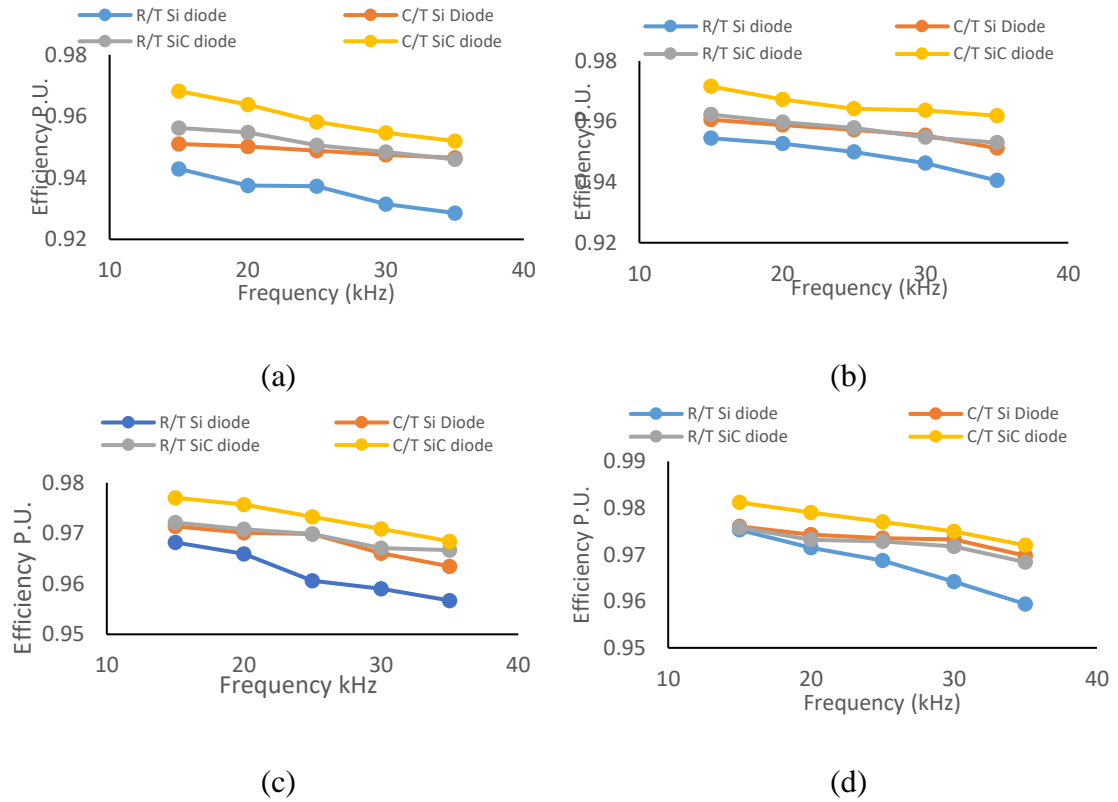 R/T Si diode
C/T Si Diode
R/T SiC diode
C/T SiC diode
0.98
0.96
0.94
0.92
10
20
30
40
Efficiency P.U.
Frequency (kHz)
(a)
R/T Si diode
C/T Si Diode
R/T SiC diode
C/T SiC diode
0.98
0.96
0.94
0.92
10
20
30
40
Efficiency P.U.
Frequency (kHz)
(b)
R/T Si diode
C/T Si Diode
R/T SiC diode
C/T SiC diode
0.98
0.97
0.96
0.95
10
20
30
40
Efficiency P.U.
Frequency kHz
(c)
R/T Si diode
C/T Si Diode
R/T SiC diode
C/T SiC diode
0.99
0.98
0.97
0.96
0.95
10
20
30
40
Efficiency P.U.
Frequency (kHz)
(d)